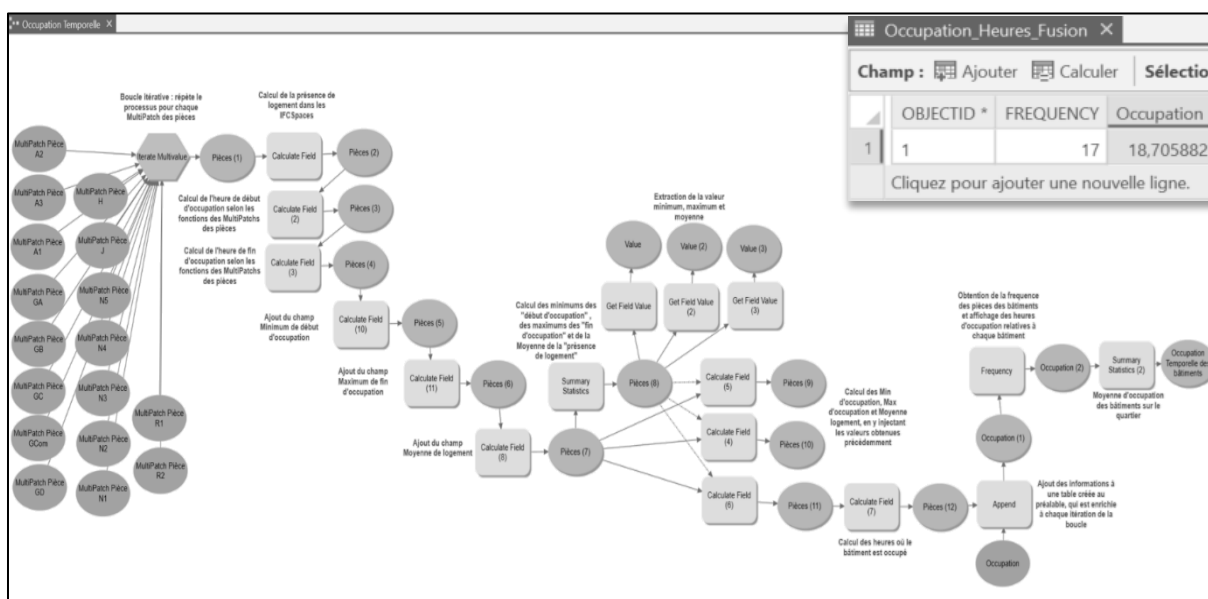 Occupation Temporelle X
Occupation_Heures_Fusion X
Champ : Ajouter Calculer Sélectio
OBJECTID * FREQUENCY Occupation
1 1 17 18,705882
Cliquez pour ajouter une nouvelle ligne.
Boucle itérative : répète le
processus pour chaque
MultiPatch des pièces
Calcul de la présence de
logement dans les
IFCSpaces
MultiPatch Pièce
A2
MultiPatch Pièce
A3
MultiPatch Pièce
A1
MultiPatch Pièce
GA
MultiPatch Pièce
GB
MultiPatch Pièce
GC
MultiPatch Pièce
GCom
MultiPatch Pièce
GD
MultiPatch Pièce
H
MultiPatch Pièce
J
MultiPatch Pièce
N5
MultiPatch Pièce
N4
MultiPatch Pièce
N3
MultiPatch Pièce
N2
MultiPatch Pièce
N1
MultiPatch Pièce
R1
MultiPatch Pièce
R2
Iterate Multivalue
Pièces (1)
Calculate Field
Pièces (2)
Calcul de l'heure de début
d'occupation selon les
fonctions des MultiPatchs
des pièces
Calculate Field
(2)
Pièces (3)
Calcul de l'heure de fin
d'occupation selon les
fonctions des MultiPatchs
des pièces
Calculate Field
(3)
Pièces (4)
Ajout du champ
Minimum de début
d'occupation
Calculate Field
(10)
Pièces (5)
Ajout du champ
Maximum de fin
d'occupation
Calculate Field
(11)
Pièces (6)
Ajout du champ
Moyenne de logement
Calculate Field
(8)
Pièces (7)
Calcul des minimums des
"début d'occupation" ,
des maximums des "fin
d'occupation" et de la
Moyenne de la "présence
de logement"
Summary
Statistics
Pièces (8)
Extraction de la valeur
minimum, maximum et
moyenne
Value
Value (2)
Value (3)
Get Field Value
Get Field Value
(2)
Get Field Value
(3)
Calculate Field
(5)
Pièces (9)
Calculate Field
(4)
Pièces (10)
Calcul des Min
d'occupation, Max
d'occupation et Moyenne
logement, en y injectant
les valeurs obtenues
précédemment
Calculate Field
(6)
Pièces (11)
Calculate Field
(7)
Pièces (12)
Calcul des heures où le
bâtiment est occupé
Append
Occupation
Ajout des informations à
une table créée au
préalable, qui est enrichie
à chaque itération de la
boucle
Occupation (1)
Obtention de la frequence
des pièces des bâtiments
et affichage des heures
d'occupation relatives à
chaque bâtiment
Frequency
Occupation (2)
Summary
Statistics (2)
Moyenne d'occupation
des bâtiments sur le
quartier
Occupation
Temporelle des
bâtiments